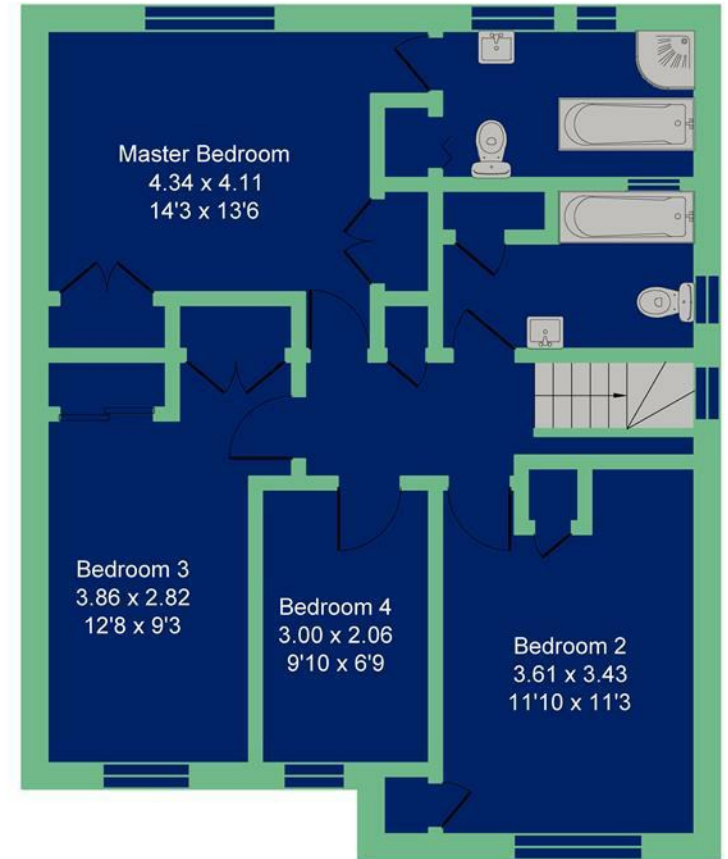 Master Bedroom
4.34 x 4.11
14'3 x 13'6
Bedroom 3
3.86 x 2.82
12'8 x 9'3
Bedroom 4
3.00 x 2.06
9'10 x 6'9
Bedroom 2
3.61 x 3.43
11'10 x 11'3